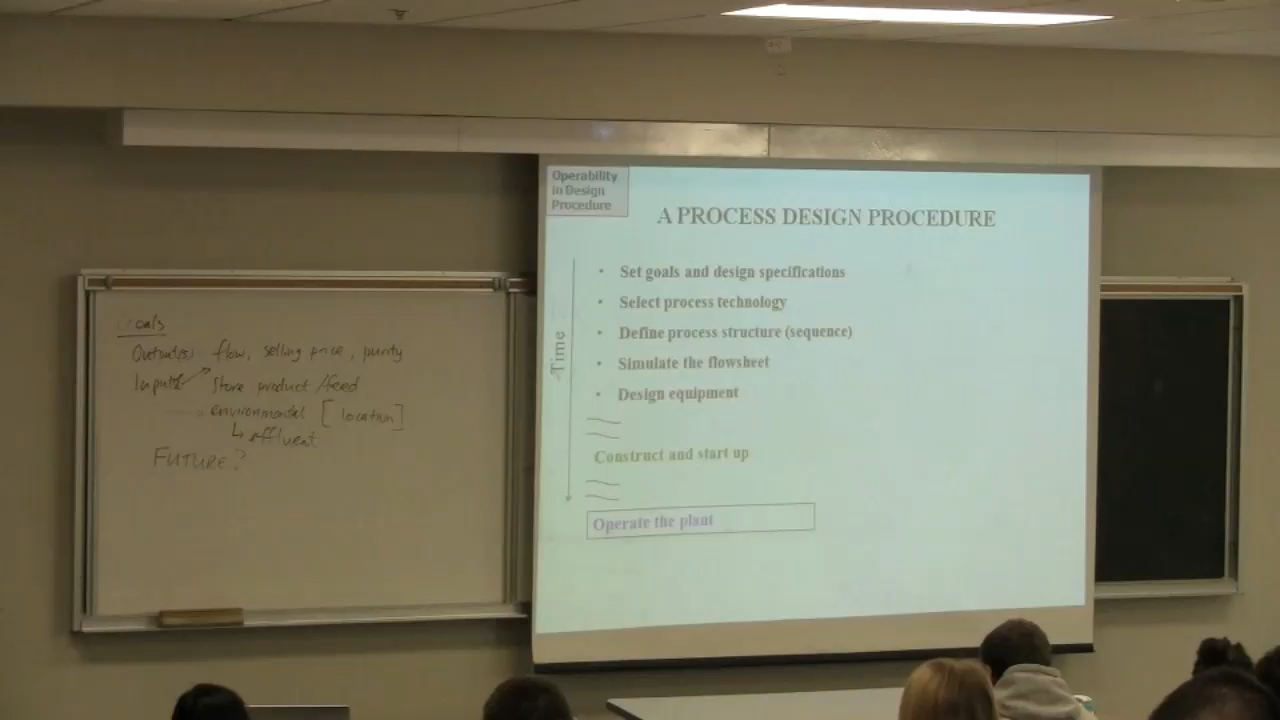 Goals
Output(s): flow, selling price, purity
Inputs
Store product/feed
environmental [location]
↳ effluent
FUTURE?
Operability
in Design
Procedure
A PROCESS DESIGN PROCEDURE
Time
• Set goals and design specifications
• Select process technology
• Define process structure (sequence)
• Simulate the flowsheet
• Design equipment
Construct and start up
Operate the plant